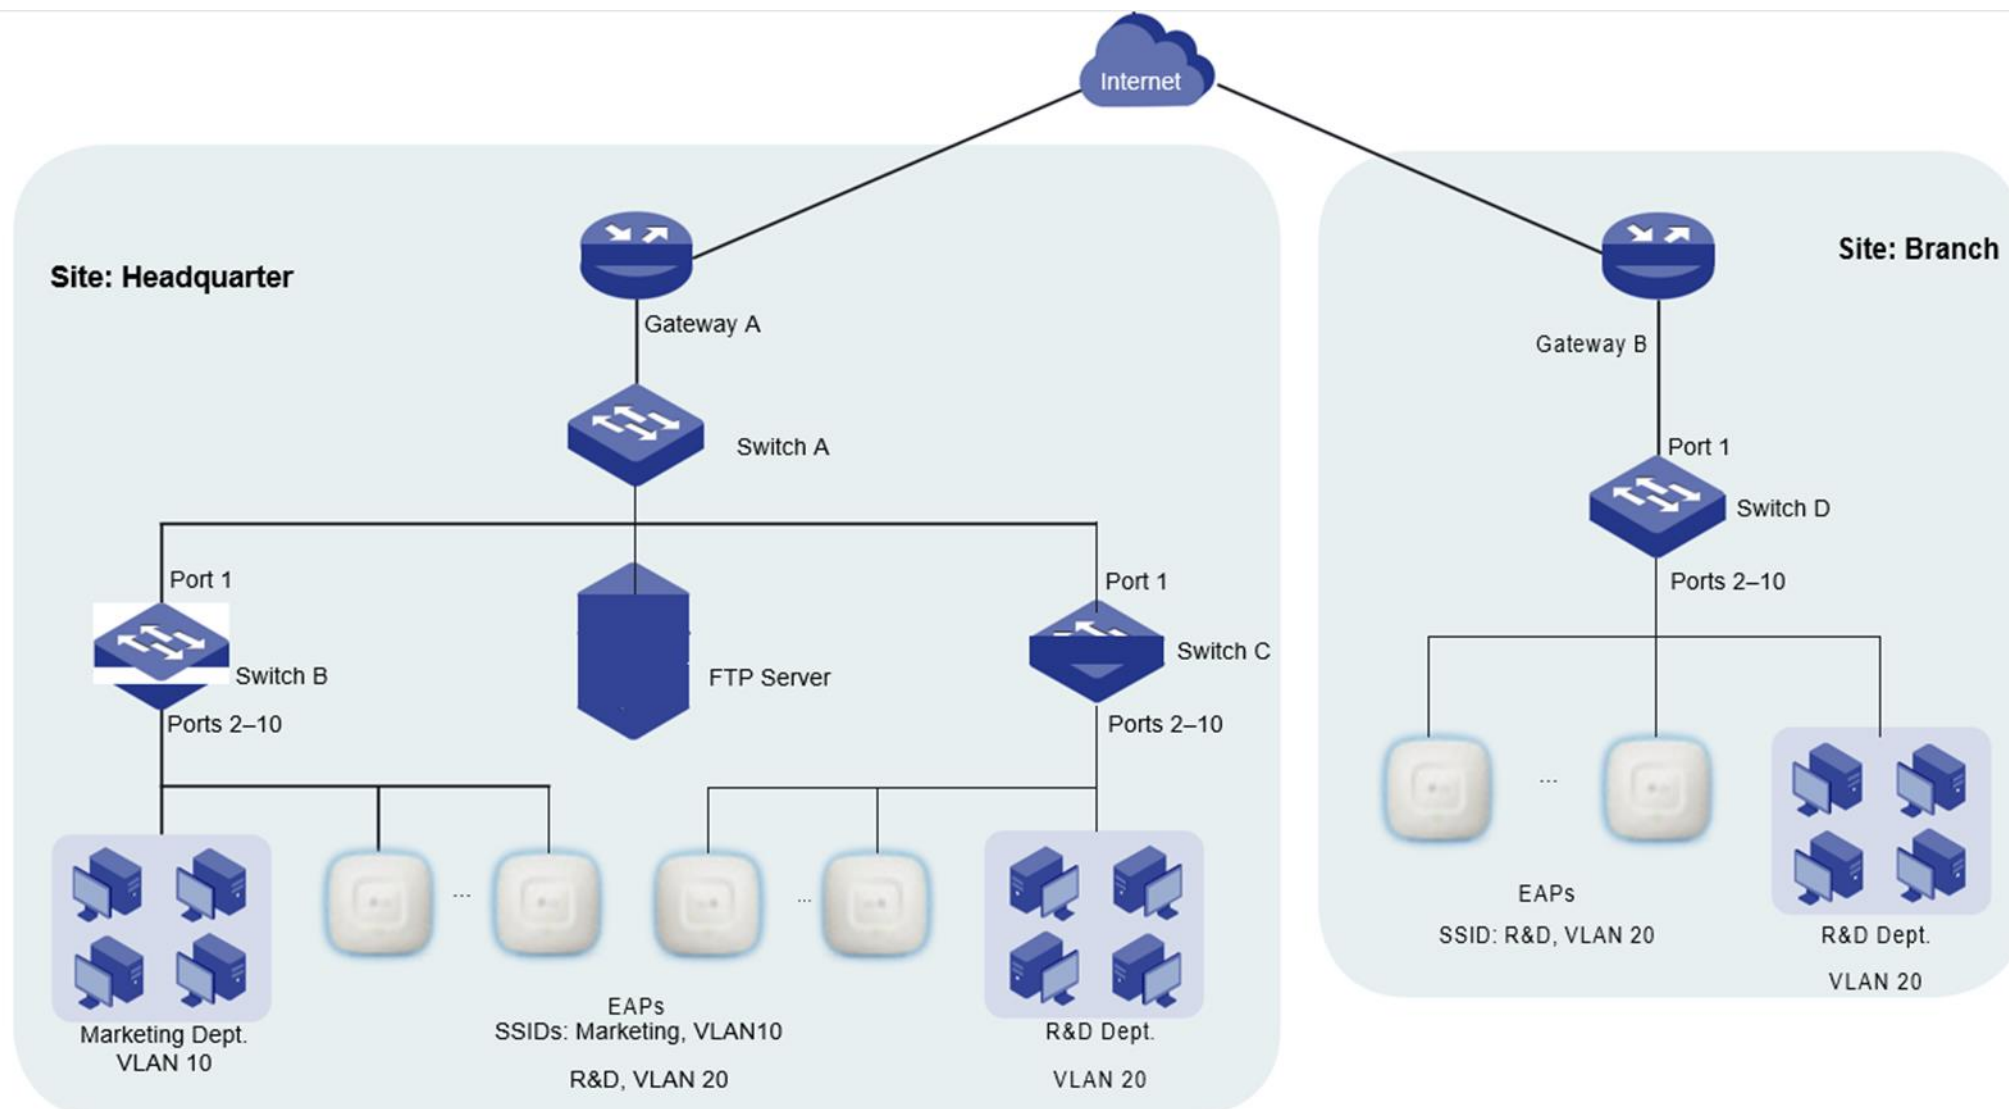 Internet
Site: Headquarter
Gateway A
Switch A
Port 1
Switch B
Ports 2–10
FTP Server
Port 1
Switch C
Ports 2–10
...
...
Marketing Dept.
VLAN 10
EAPs
SSIDs: Marketing, VLAN10
R&D, VLAN 20
R&D Dept.
VLAN 20
Site: Branch
Gateway B
Port 1
Switch D
Ports 2–10
...
EAPs
SSID: R&D, VLAN 20
R&D Dept.
VLAN 20